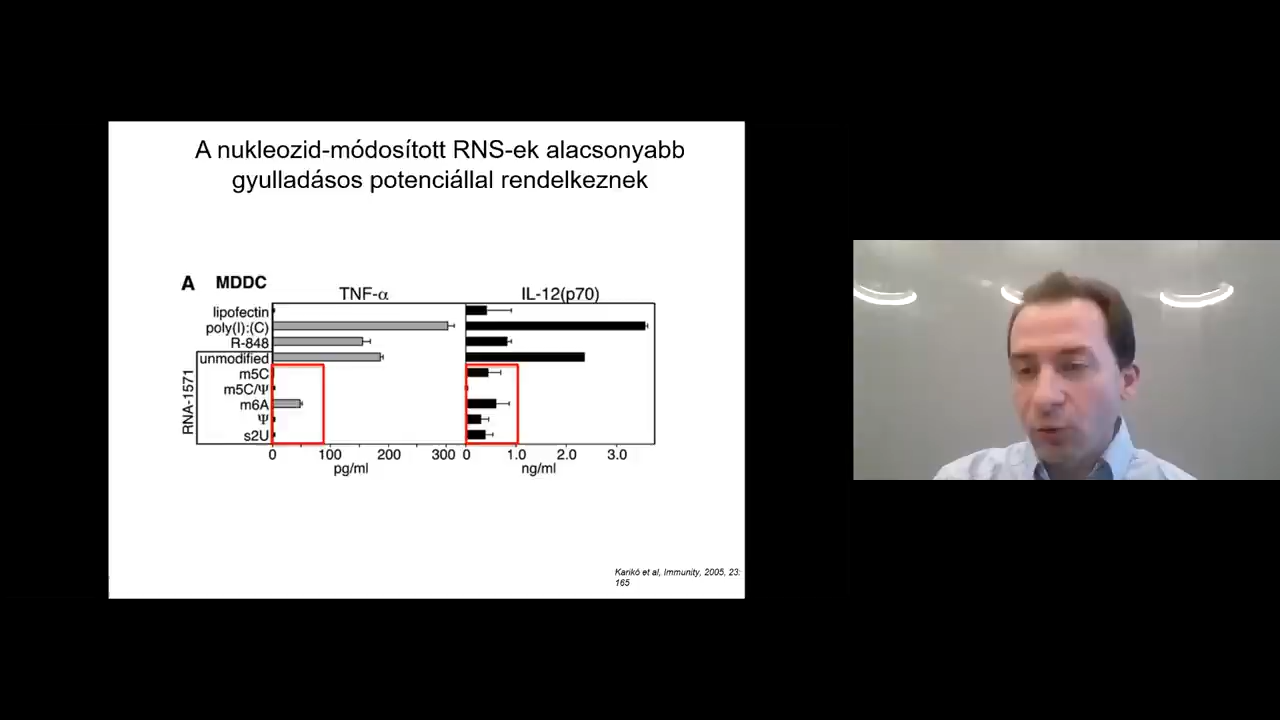 A nukleozid-módosított RNS-ek alacsonyabb
gyulladásos potenciállal rendelkeznek
A MDDC
TNF-α
IL-12(p70)
lipofectin
poly(I):(C)
R-848
unmodified
m5C
m5C/Ψ
m6A
Ψ
s2U
RNA-1571
0 100 200 300
pg/ml
0 1.0 2.0 3.0
ng/ml
Karikó et al, Immunity, 2005, 23:
165